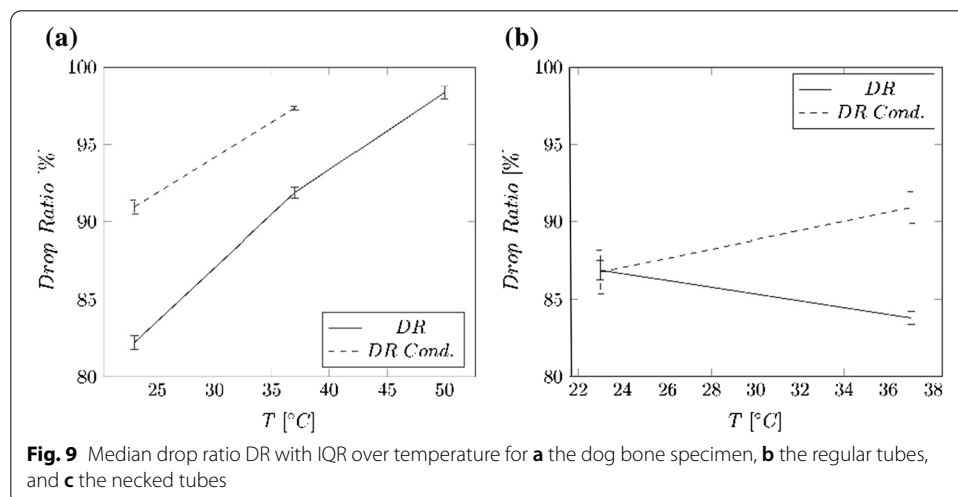 (a)
(b)
100
95
90
85
80
Drop Ratio [%]
DR
DR Cond.
25 30 35 40 45 50
T [°C]
100
95
90
85
80
Drop Ratio [%]
DR
DR Cond.
22 24 28 30 32 34 36 38
T [°C]
Fig. 9 Median drop ratio DR with IQR over temperature for a the dog bone specimen, b the regular tubes,
and c the necked tubes